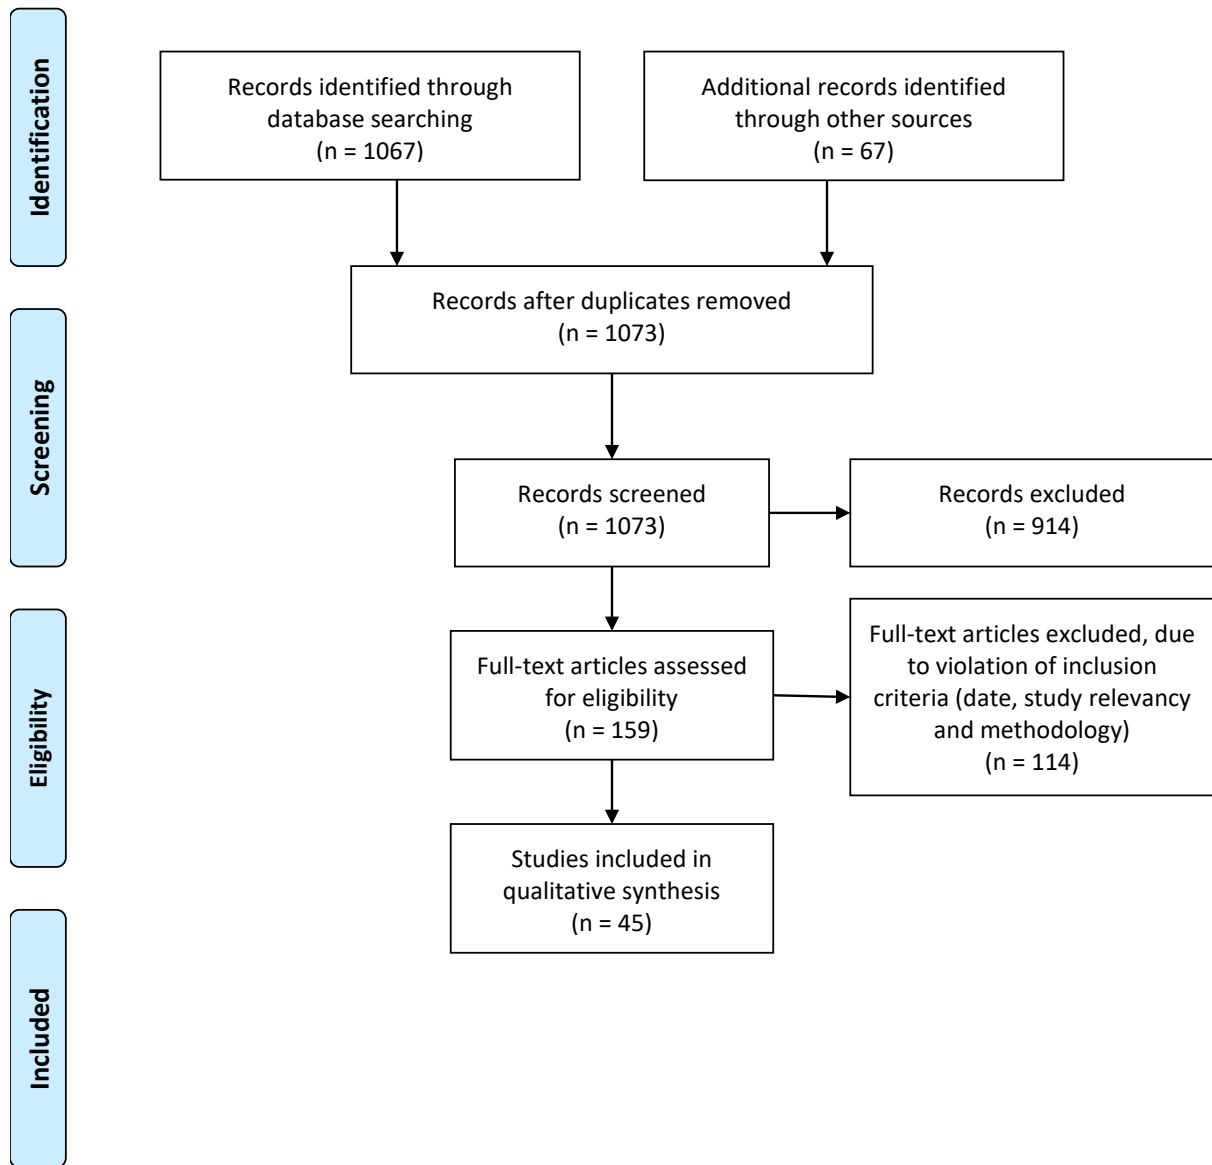 Identification
Records identified through
database searching
(n = 1067)
Additional records identified
through other sources
(n = 67)
Records after duplicates removed
(n = 1073)
Screening
Records screened
(n = 1073)
Records excluded
(n = 914)
Eligibility
Full-text articles assessed
for eligibility
(n = 159)
Full-text articles excluded, due
to violation of inclusion
criteria (date, study relevancy
and methodology)
(n = 114)
Studies included in
qualitative synthesis
(n = 45)
Included